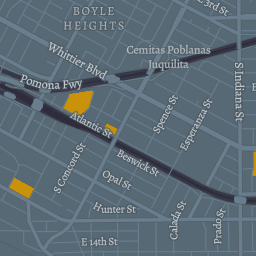 BOYLE
HEIGHTS
E 3rd St
Whittier Blvd
Cemitas Poblanas
Juquilita
Pomona Fwy
S Indiana St
Spence St
Esperanza St
Atlantic St
S Concord St
Beswick St
Opal St
Hunter St
Calada St
Prado St
E 14th St